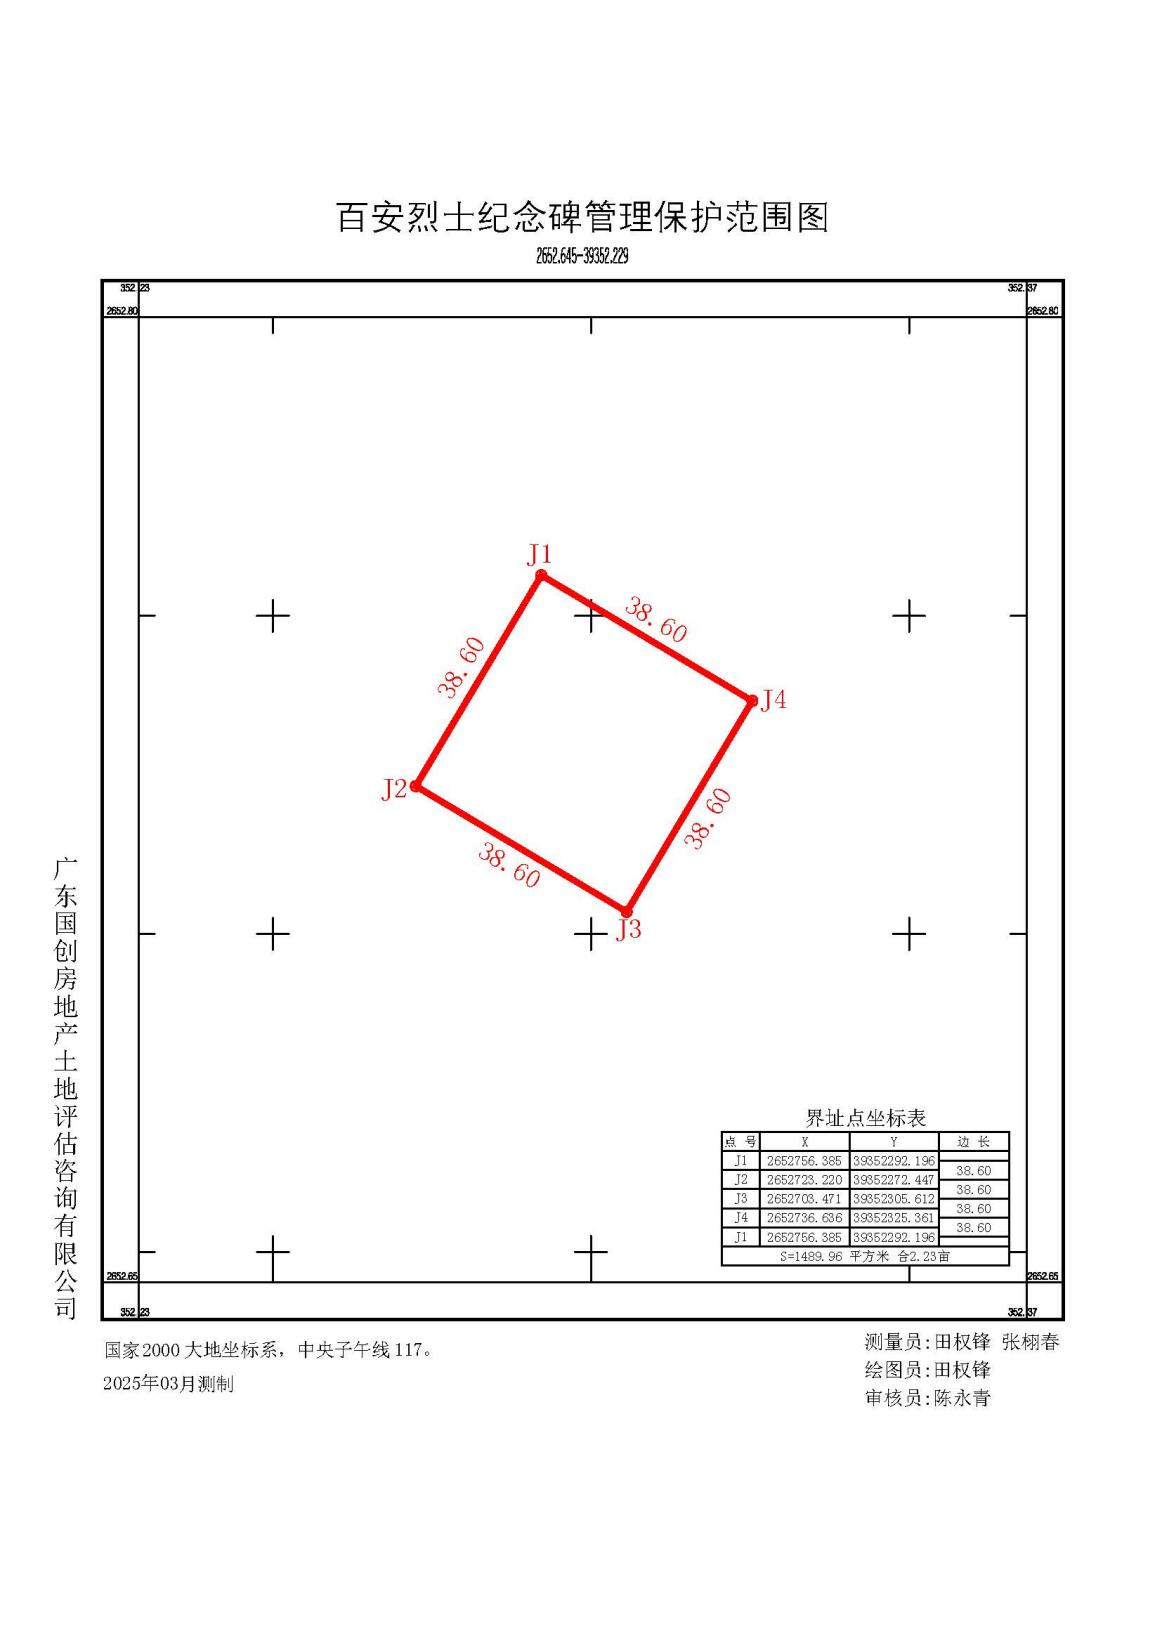 百安烈士纪念碑管理保护范围图
2652.645-39352.229
352.23
352.37
2652.80
2652.80
J1
38.60
38.60
J4
J2
38.60
38.60
J3
广东国创房地产土地评估咨询有限公司
界址点坐标表
点 号 X Y 边 长
J1 2652756.385 39352292.196
38.60
J2 2652723.220 39352272.447
38.60
J3 2652703.471 39352305.612
38.60
J4 2652736.636 39352325.361
38.60
J1 2652756.385 39352292.196
S=1489.96 平方米 合2.23亩
2652.65
2652.65
352.23
352.37
国家2000大地坐标系，中央子午线117。
2025年03月测制
测量员:田权锋 张栩春
绘图员:田权锋
审核员:陈永青